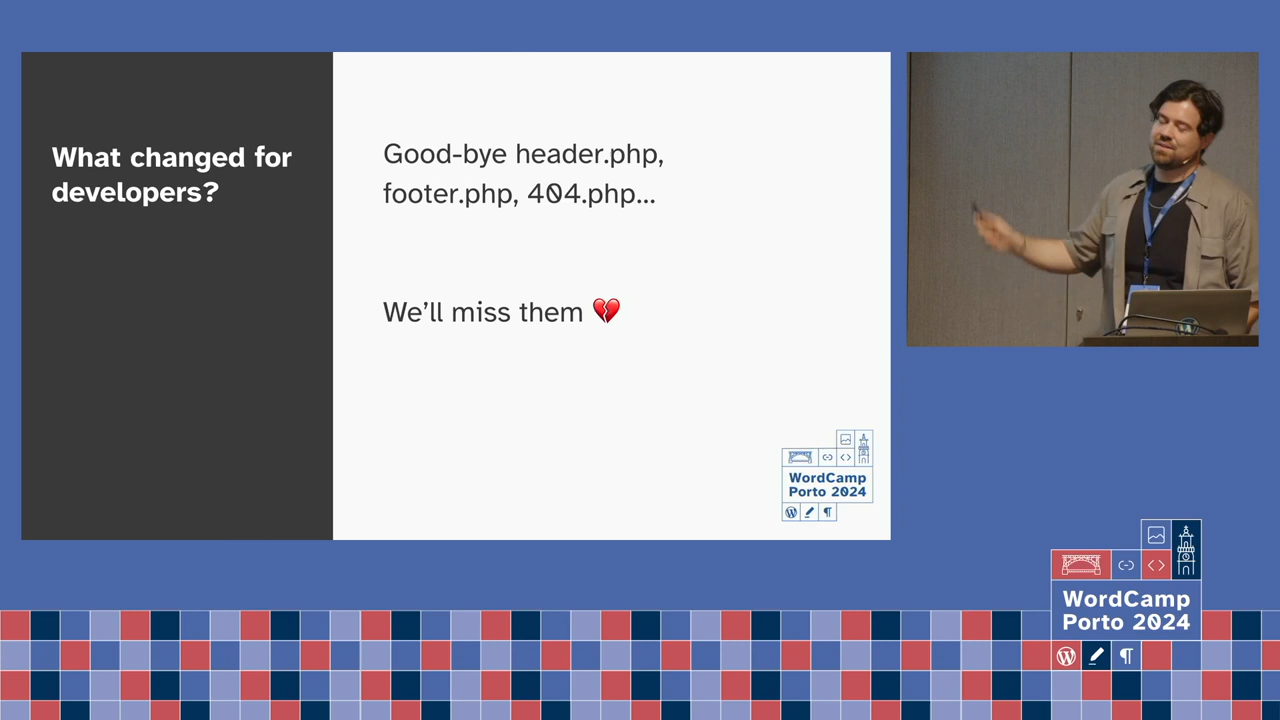 What changed for
developers?
Good-bye header.php,
footer.php, 404.php...
We’ll miss them 💔
WordCamp
Porto 2024
WordCamp
Porto 2024